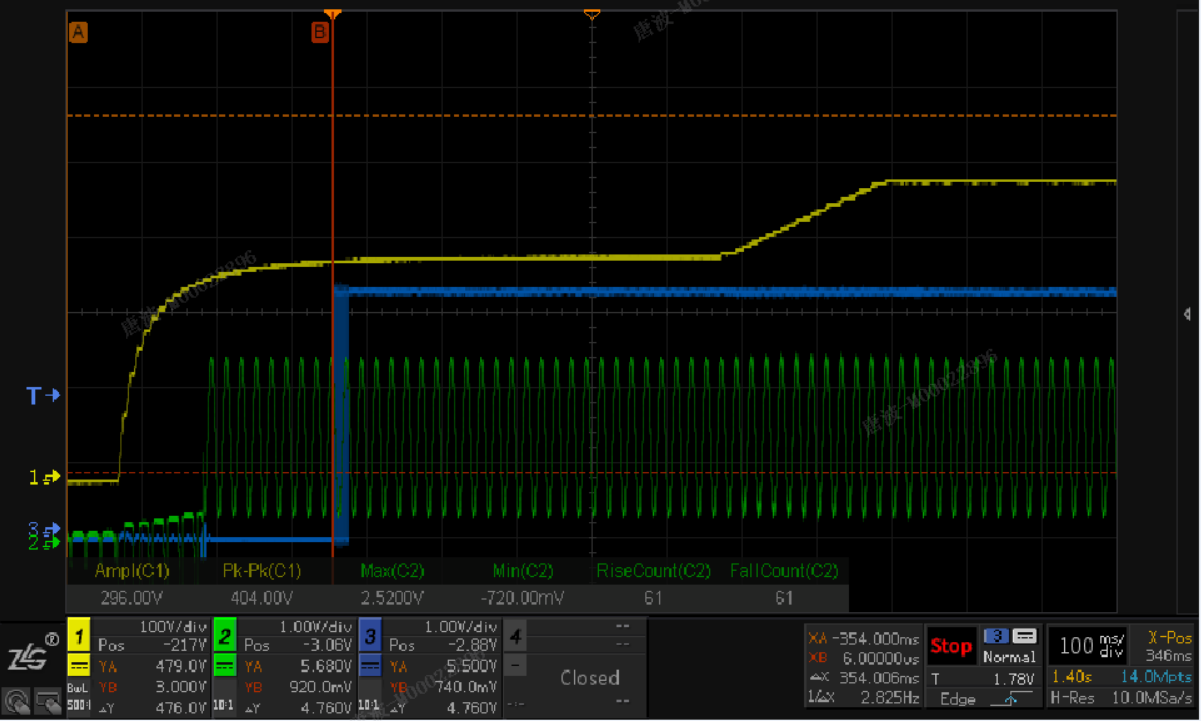 唐波-M00022896
A
B
唐波-M00022896
T
1
唐波-M00022896
3
2
Ampl(C1) Pk-Pk(C1) Max(C2) Min(C2) RiseCount(C2) FallCount(C2)
296.00V 404.00V 2.5200V -720.00mV 61 61
ZLG ®
1 100V/div 2 1.00V/div 3 1.00V/div 4 --
Pos -217V Pos -3.06V Pos -2.88V --
YA 479.0V YA 5.680V YA 5.500V - Closed
BwL YB 3.000V YB 920.0mV YB 740.0mV
500:1 ΔY 476.0V 10:1 ΔY 4.760V 10:1 ΔY 4.760V -:- --
XA -354.000ms Stop 3 100 ms/div X-Pos
XB 6.00000us Normal 346ms
ΔX 354.006ms T 1.78V 1.40s 14.0Mpts
1/ΔX 2.825Hz Edge H-Res 10.0MSa/s